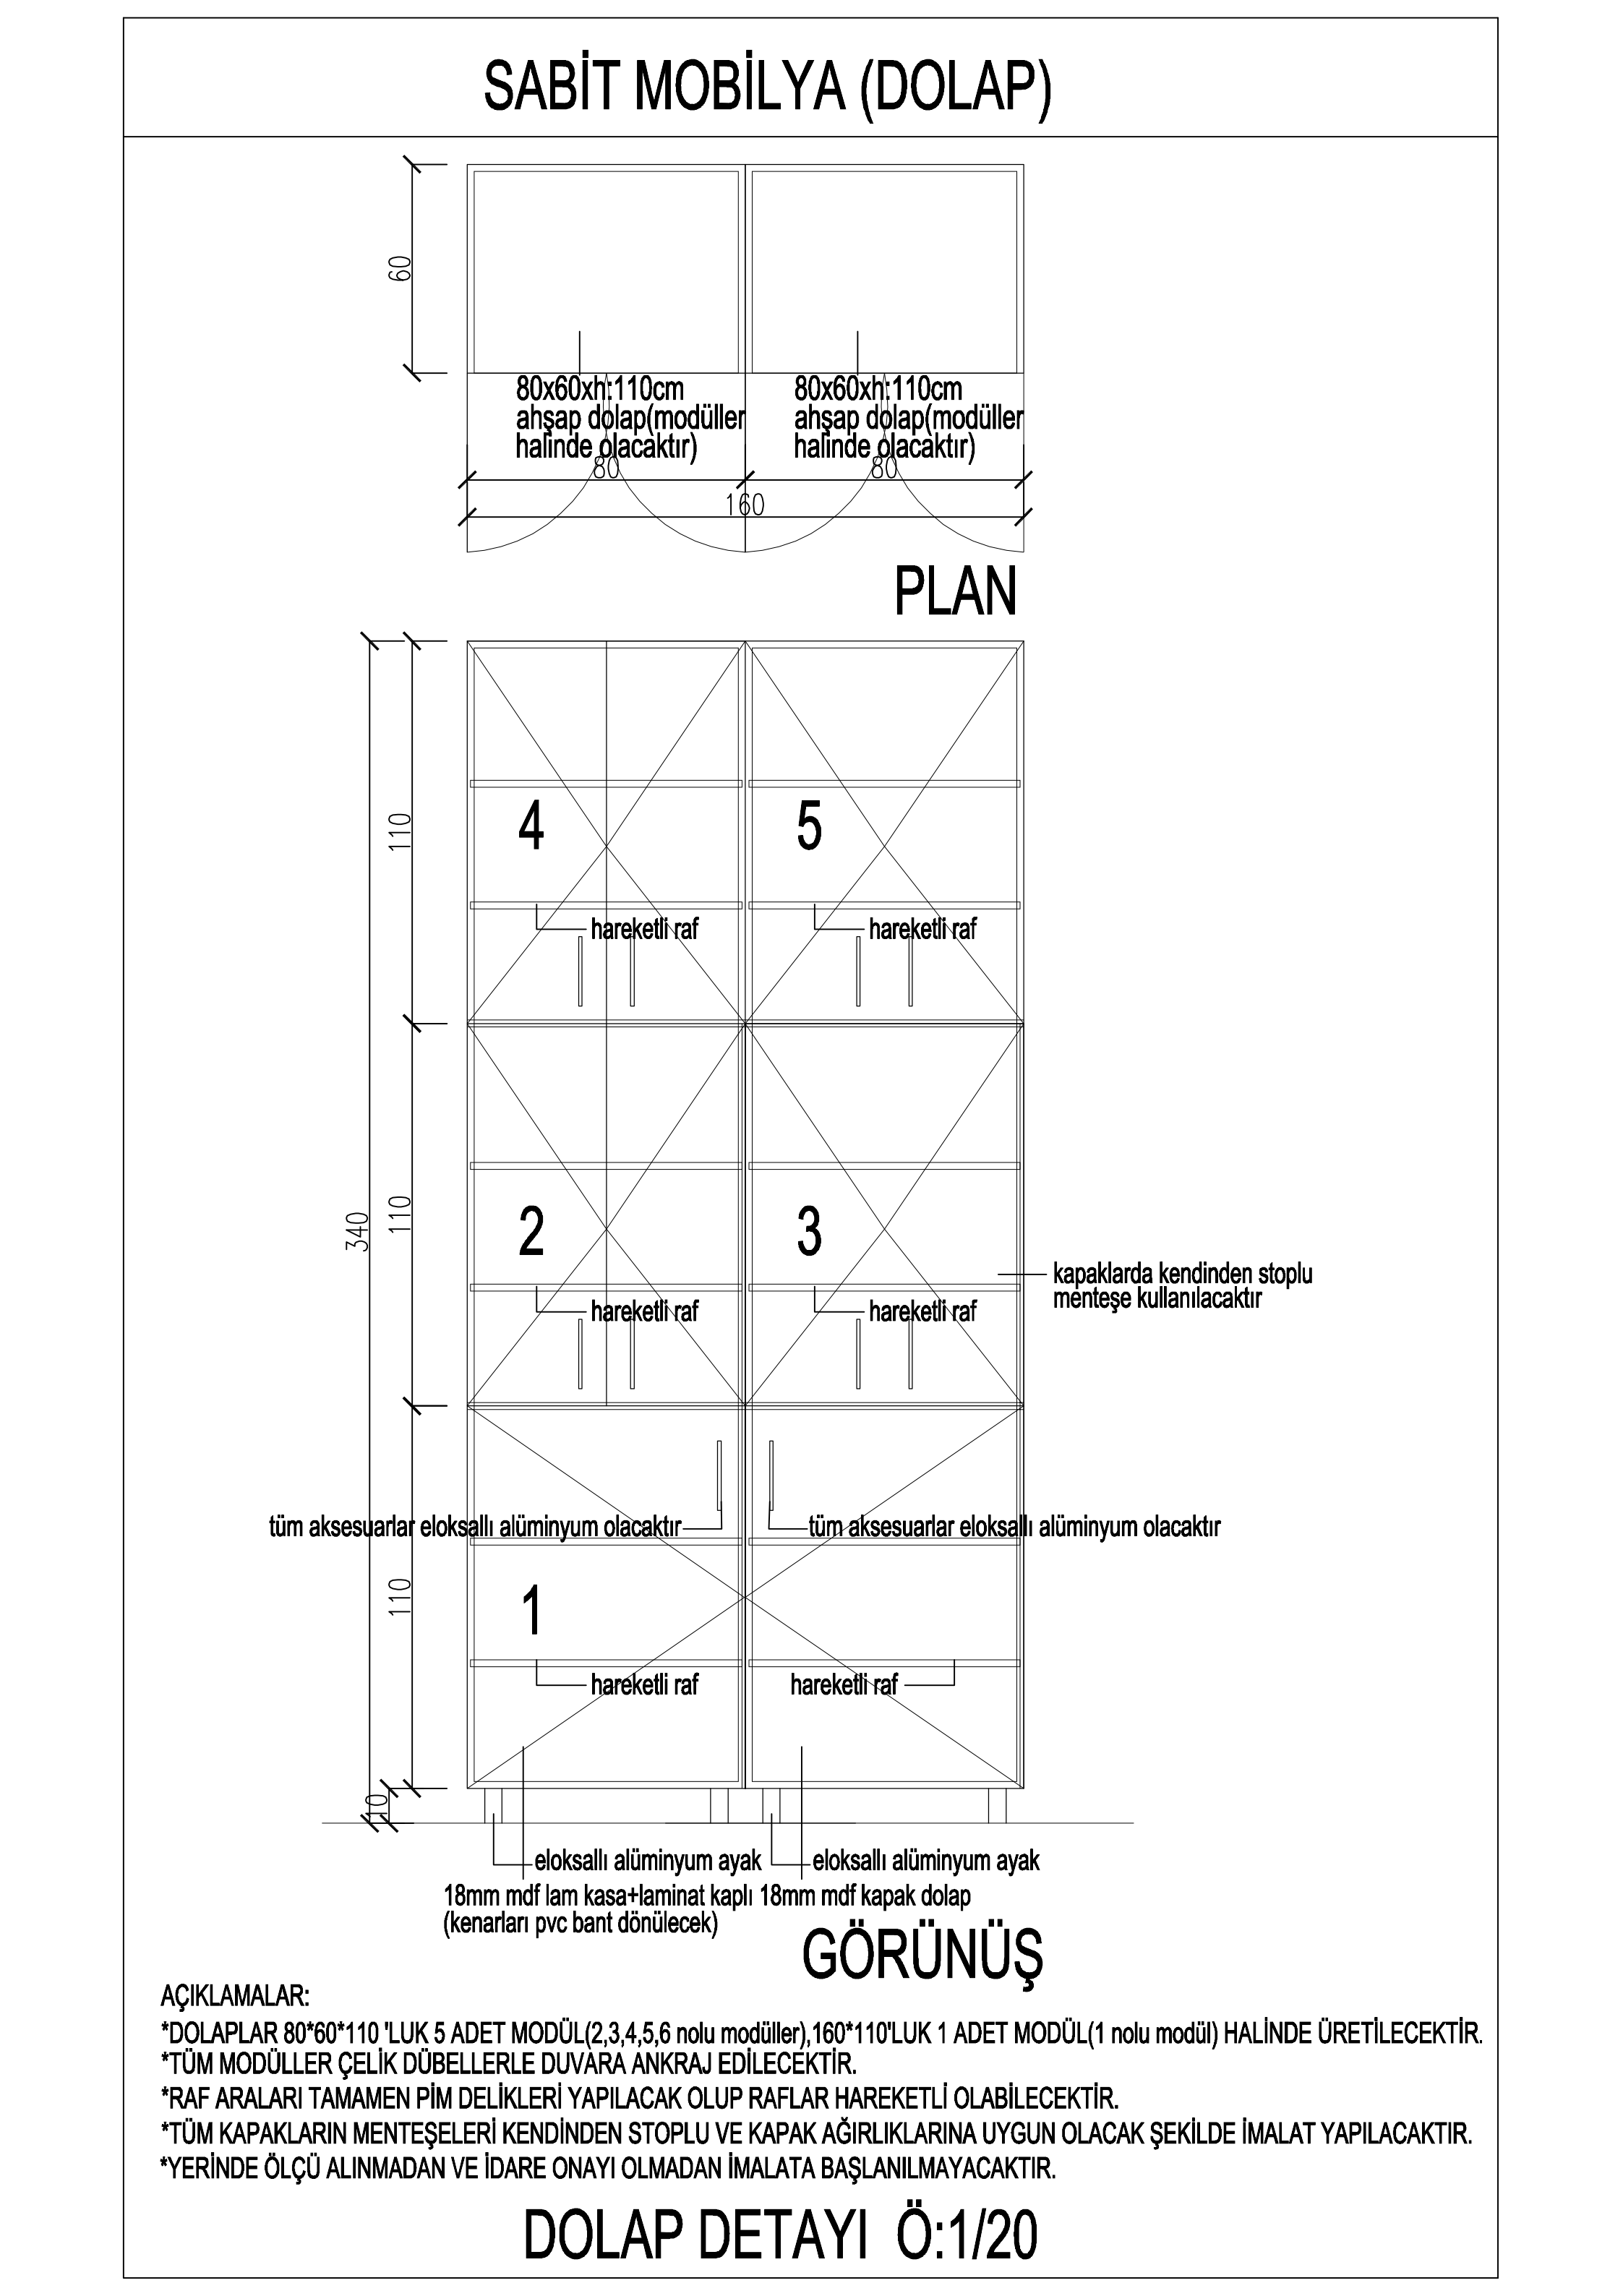 SABİT MOBİLYA (DOLAP)
60
80x60xh:110cm
ahşap dolap(modüller
halinde olacaktır)
80x60xh:110cm
ahşap dolap(modüller
halinde olacaktır)
80
80
160
PLAN
4
5
110
hareketli raf
hareketli raf
340
110
2
3
kapaklarda kendinden stoplu
menteşe kullanılacaktır
hareketli raf
hareketli raf
tüm aksesuarlar eloksallı alüminyum olacaktır
tüm aksesuarlar eloksallı alüminyum olacaktır
110
1
hareketli raf
hareketli raf
10
eloksallı alüminyum ayak
eloksallı alüminyum ayak
18mm mdf lam kasa+laminat kaplı 18mm mdf kapak dolap
(kenarları pvc bant dönülecek)
GÖRÜNÜŞ
AÇIKLAMALAR:
*DOLAPLAR 80*60*110 'LUK 5 ADET MODÜL(2,3,4,5,6 nolu modüller),160*110'LUK 1 ADET MODÜL(1 nolu modül) HALİNDE ÜRETİLECEKTİR.
*TÜM MODÜLLER ÇELİK DÜBELLERLE DUVARA ANKRAJ EDİLECEKTİR.
*RAF ARALARI TAMAMEN PİM DELİKLERİ YAPILACAK OLUP RAFLAR HAREKETLİ OLABİLECEKTİR.
*TÜM KAPAKLARIN MENTEŞELERİ KENDİNDEN STOPLU VE KAPAK AĞIRLIKLARINA UYGUN OLACAK ŞEKİLDE İMALAT YAPILACAKTIR.
*YERİNDE ÖLÇÜ ALINMADAN VE İDARE ONAYI OLMADAN İMALATA BAŞLANILMAYACAKTIR.
DOLAP DETAYI Ö:1/20